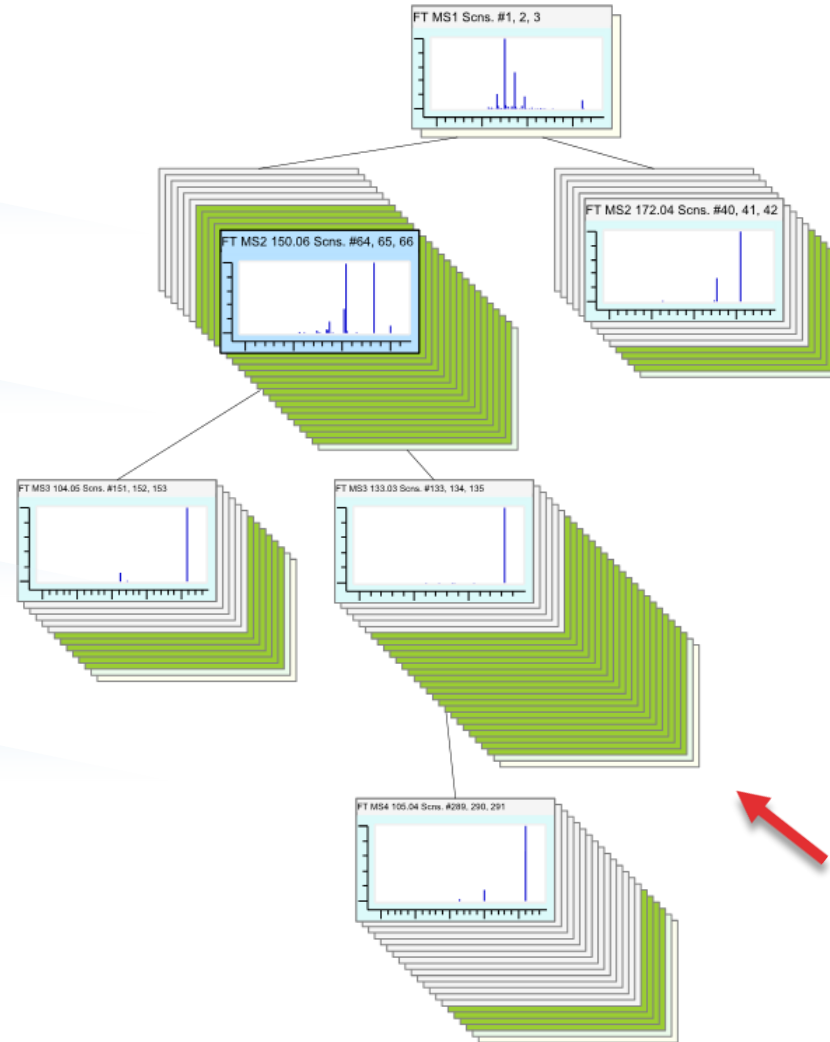 FT MS1 Scns. #1, 2, 3
FT MS2 150.06 Scns. #64, 65, 66
FT MS2 172.04 Scns. #40, 41, 42
FT MS3 104.05 Scns. #151, 152, 153
FT MS3 133.03 Scns. #133, 134, 135
FT MS4 105.04 Scns. #289, 290, 291